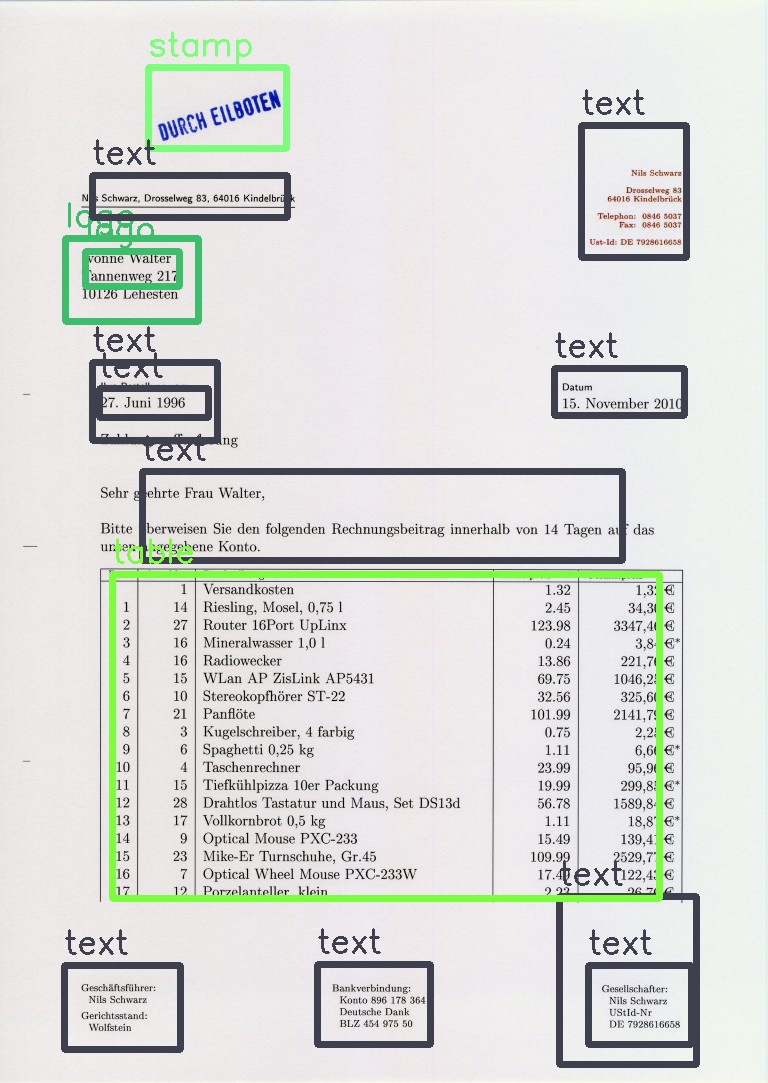 stamp
DURCH EILBOTEN
text
Nils Schwarz, Drosselweg 83, 64016 Kindelbrück
text
Nils Schwarz
Drosselweg 83
64016 Kindelbrück
Telephon: 0846 5037
Fax: 0846 5037
Ust-Id: DE 7928616658
logo
logo
Yvonne Walter
Tannenweg 217
10126 Lehesten
text
text
27. Juni 1996
text
Datum
15. November 2010
text
Sehr geehrte Frau Walter,
Bitte überweisen Sie den folgenden Rechnungsbeitrag innerhalb von 14 Tagen auf das
unten angegebene Konto.
table
1 Versandkosten 1.32 1,32€
1 14 Riesling, Mosel, 0,75 l 2.45 34,30€
2 27 Router 16Port UpLinx 123.98 3347,46€
3 16 Mineralwasser 1,0 l 0.24 3,84€*
4 16 Radiowecker 13.86 221,76€
5 15 WLan AP ZisLink AP5431 69.75 1046,25€
6 10 Stereokopfhörer ST-22 32.56 325,60€
7 21 Panflöte 101.99 2141,79€
8 3 Kugelschreiber, 4 farbig 0.75 2,25€
9 6 Spaghetti 0,25 kg 1.11 6,66€*
10 4 Taschenrechner 23.99 95,96€
11 15 Tiefkühlpizza 10er Packung 19.99 299,85€*
12 28 Drahtlos Tastatur und Maus, Set DS13d 56.78 1589,84€
13 17 Vollkornbrot 0,5 kg 1.11 18,87€*
14 9 Optical Mouse PXC-233 15.49 139,41€
15 23 Mike-Er Turnschuhe, Gr.45 109.99 2529,77€
16 7 Optical Wheel Mouse PXC-233W 17.49 122,43€
17 12 Porzelanteller, klein 2.23 26,76€
text
text
Geschäftsführer:
Nils Schwarz
Gerichtsstand:
Wolfstein
text
Bankverbindung:
Konto 896 178 364
Deutsche Dank
BLZ 454 975 50
text
Gesellschafter:
Nils Schwarz
UStId-Nr
DE 7928616658